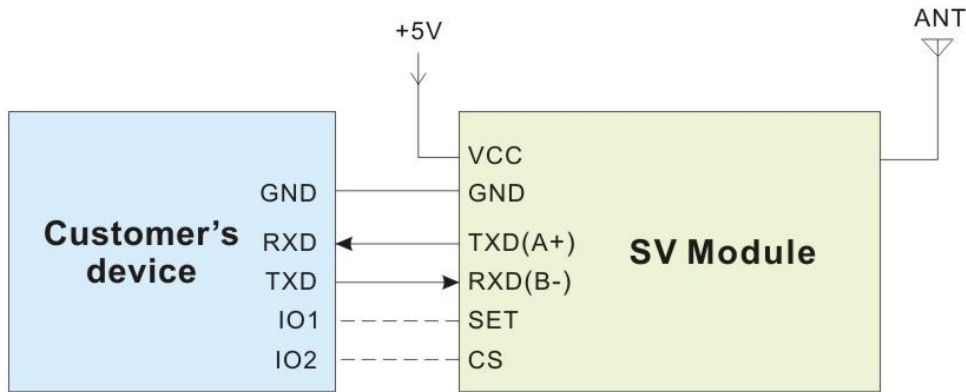 ANT
+5V
VCC
GND
GND
Customer's
device
RXD
TXD(A+)
SV Module
TXD
RXD(B-)
IO1
SET
IO2
CS